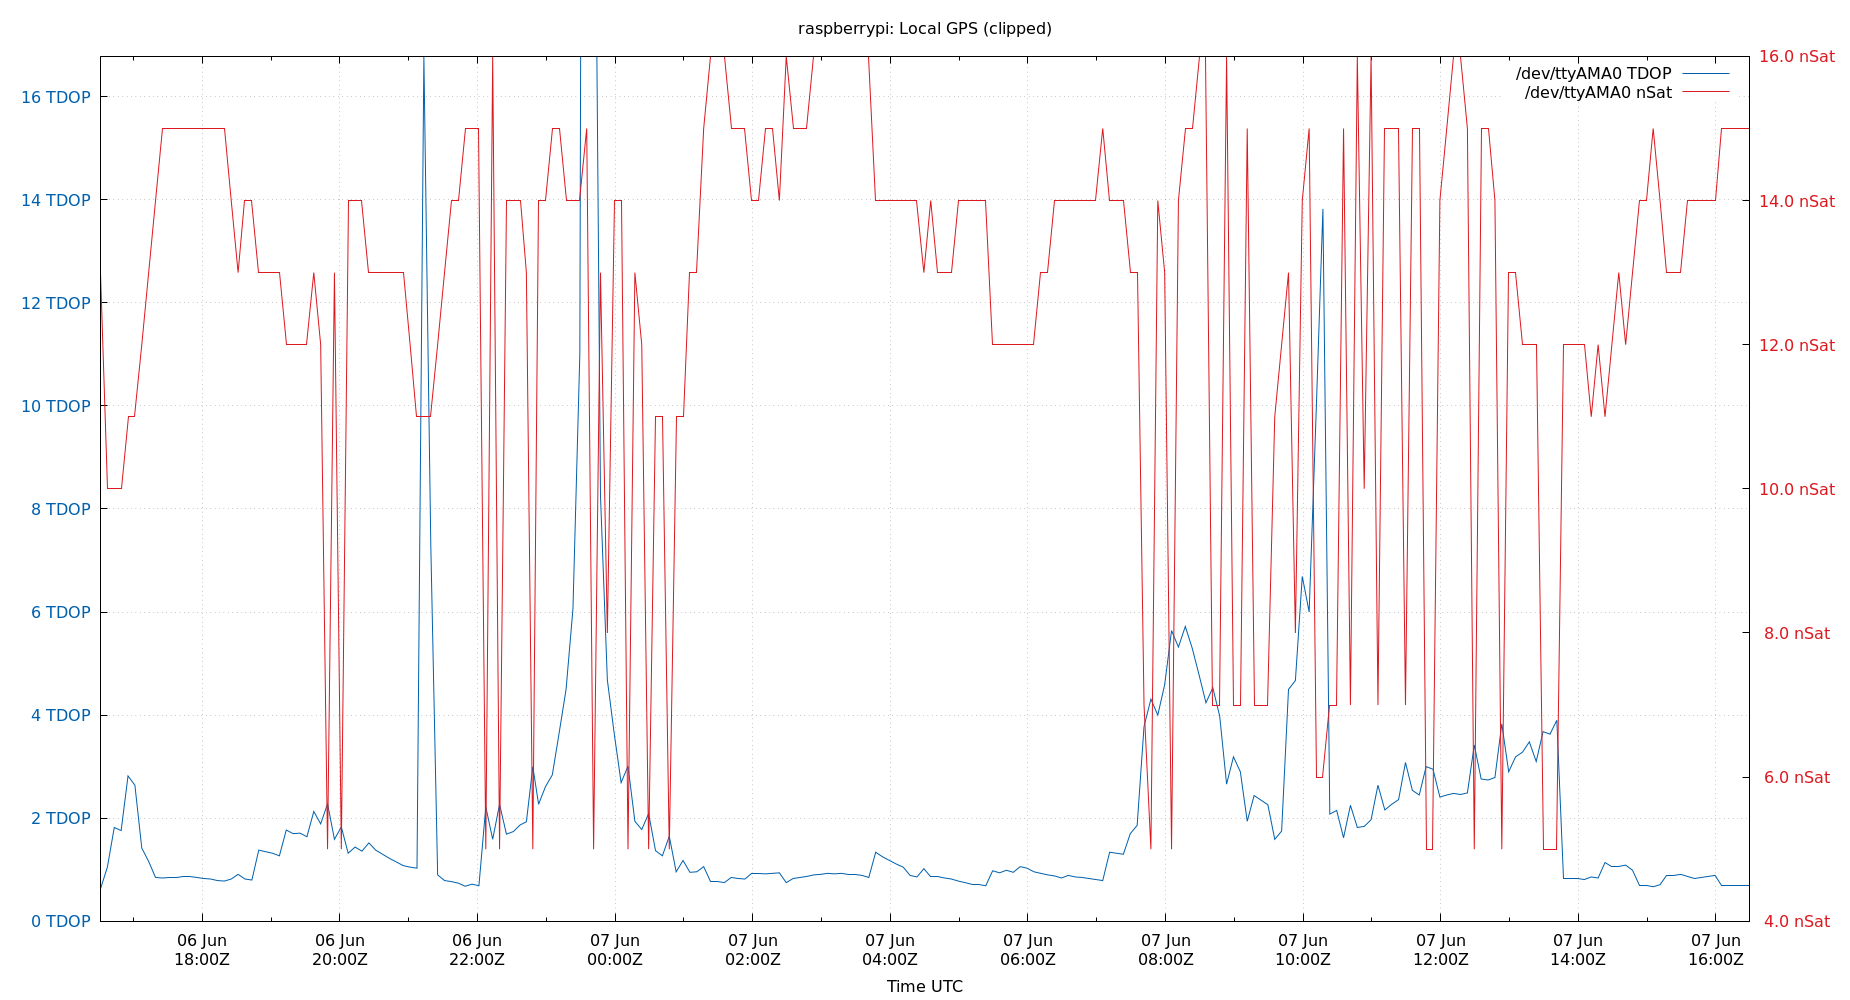 raspberrypi: Local GPS (clipped)
16.0 nSat
/dev/ttyAMA0 TDOP
/dev/ttyAMA0 nSat
16 TDOP
14 TDOP
14.0 nSat
12 TDOP
12.0 nSat
10 TDOP
10.0 nSat
8 TDOP
8.0 nSat
6 TDOP
6.0 nSat
4 TDOP
2 TDOP
0 TDOP
4.0 nSat
06 Jun 06 Jun 06 Jun 07 Jun 07 Jun 07 Jun 07 Jun 07 Jun 07 Jun 07 Jun 07 Jun 07 Jun
18:00Z 20:00Z 22:00Z 00:00Z 02:00Z 04:00Z 06:00Z 08:00Z 10:00Z 12:00Z 14:00Z 16:00Z
Time UTC